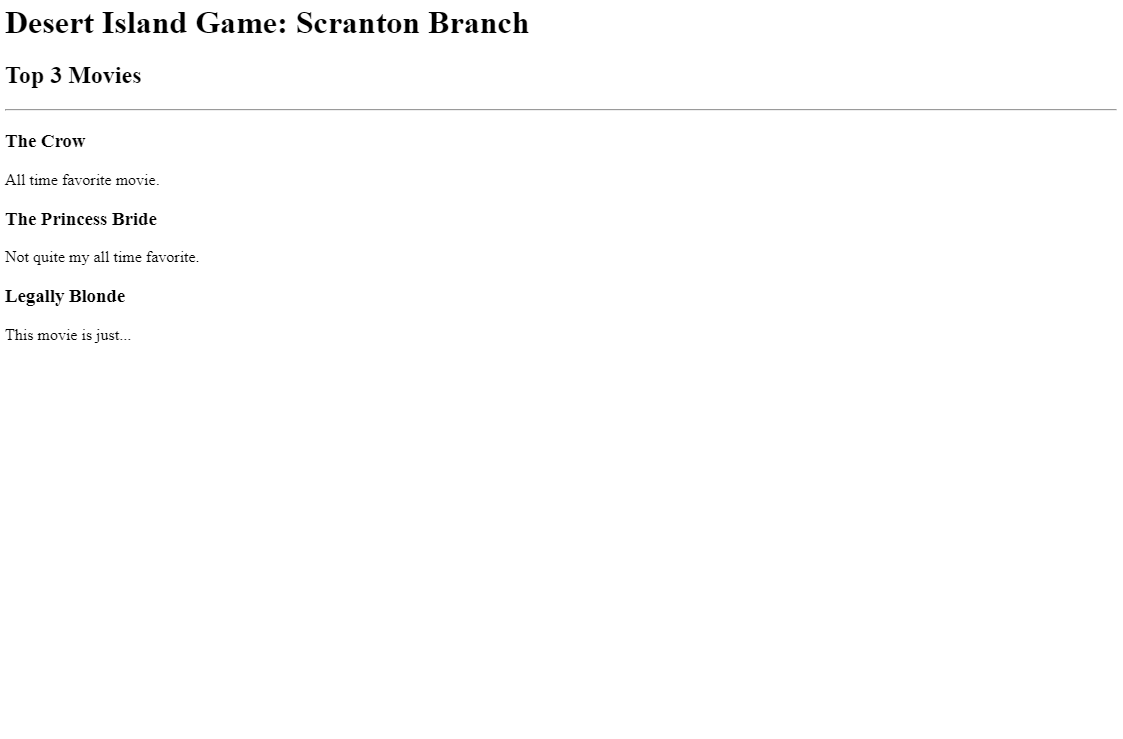 Desert Island Game: Scranton Branch
Top 3 Movies
The Crow
All time favorite movie.
The Princess Bride
Not quite my all time favorite.
Legally Blonde
This movie is just...